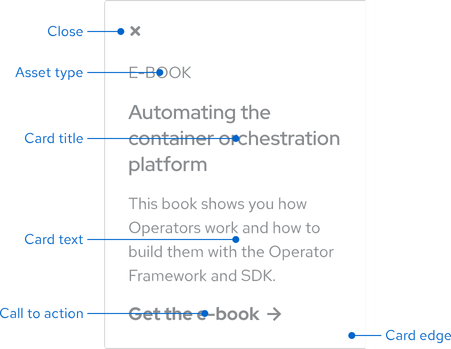 Close
×
Asset type
E-BOOK
Card title
Automating the
container orchestration
platform
Card text
This book shows you how
Operators work and how to
build them with the Operator
Framework and SDK.
Call to action
Get the e-book →
Card edge